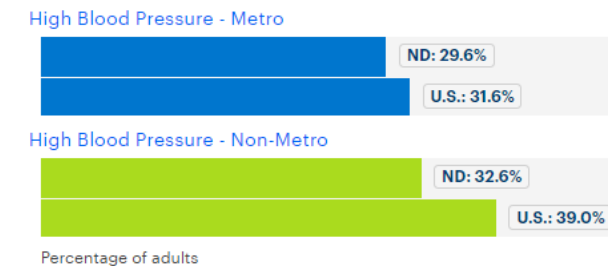 High Blood Pressure - Metro
ND: 29.6%
U.S.: 31.6%
High Blood Pressure - Non-Metro
ND: 32.6%
U.S.: 39.0%
Percentage of adults